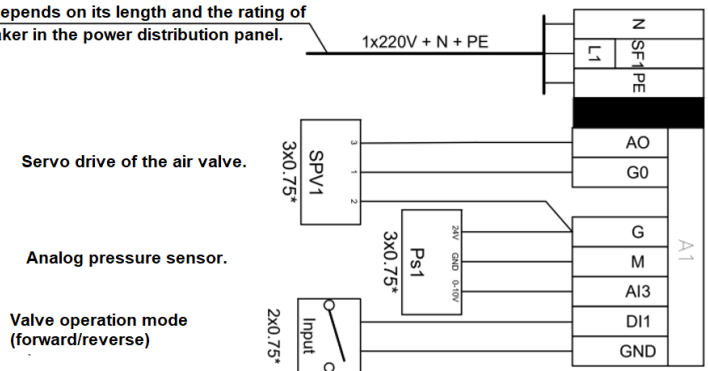 epends on its length and the rating of
aker in the power distribution panel.
1x220V + N + PE
N
L1
SF1
PE
Servo drive of the air valve.
3x0.75*
SPV1
3
1
2
AO
G0
Analog pressure sensor.
3x0.75*
Ps1
24V
GND
0-10V
G
M
AI3
A1
Valve operation mode
(forward/reverse)
2x0.75*
Input
DI1
GND